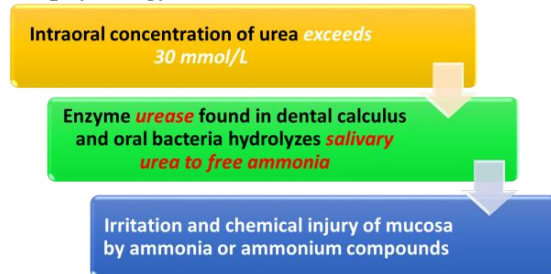 Intraoral concentration of urea exceeds
30 mmol/L
Enzyme urease found in dental calculus
and oral bacteria hydrolyzes salivary
urea to free ammonia
Irritation and chemical injury of mucosa
by ammonia or ammonium compounds